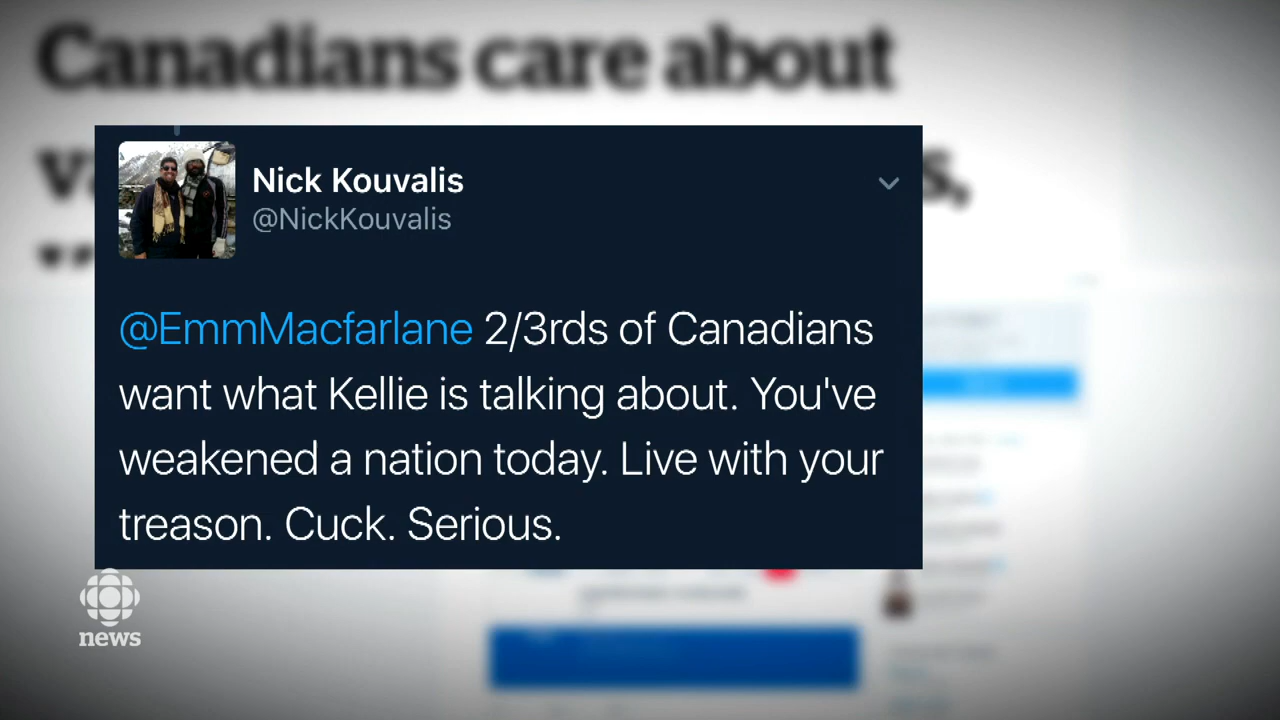 Canadians care about
Nick Kouvalis
@NickKouvalis
@EmmMacfarlane 2/3rds of Canadians
want what Kellie is talking about. You've
weakened a nation today. Live with your
treason. Cuck. Serious.
news